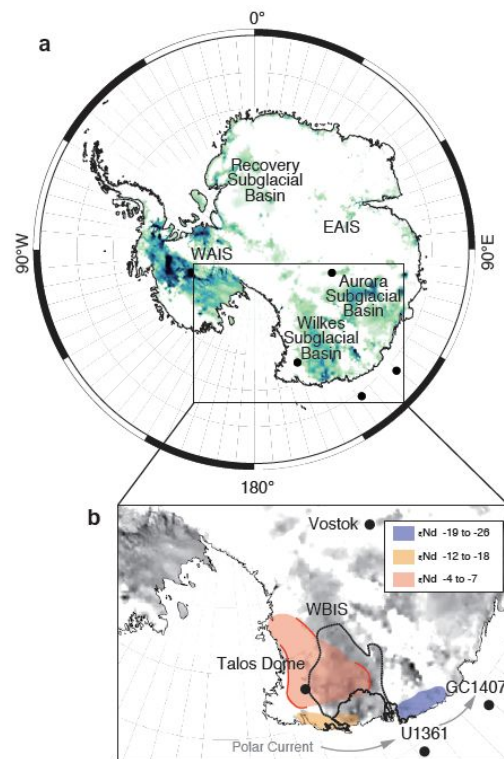 a
0°
Recovery
Subglacial
Basin
EAIS
90°W
WAIS
90°E
Aurora
Subglacial
Basin
Wilkes
Subglacial
Basin
180°
b
Vostok
εNd -19 to -26
εNd -12 to -18
εNd -4 to -7
WBIS
Talos Dome
GC1407
Polar Current
U1361